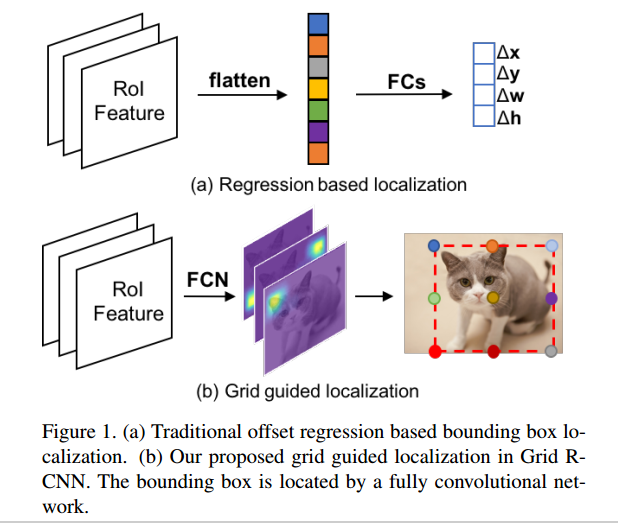 RoI
Feature
flatten
FCs
Δx
Δy
Δw
Δh
(a) Regression based localization
RoI
Feature
FCN
(b) Grid guided localization
Figure 1. (a) Traditional offset regression based bounding box lo-
calization. (b) Our proposed grid guided localization in Grid R-
CNN. The bounding box is located by a fully convolutional net-
work.